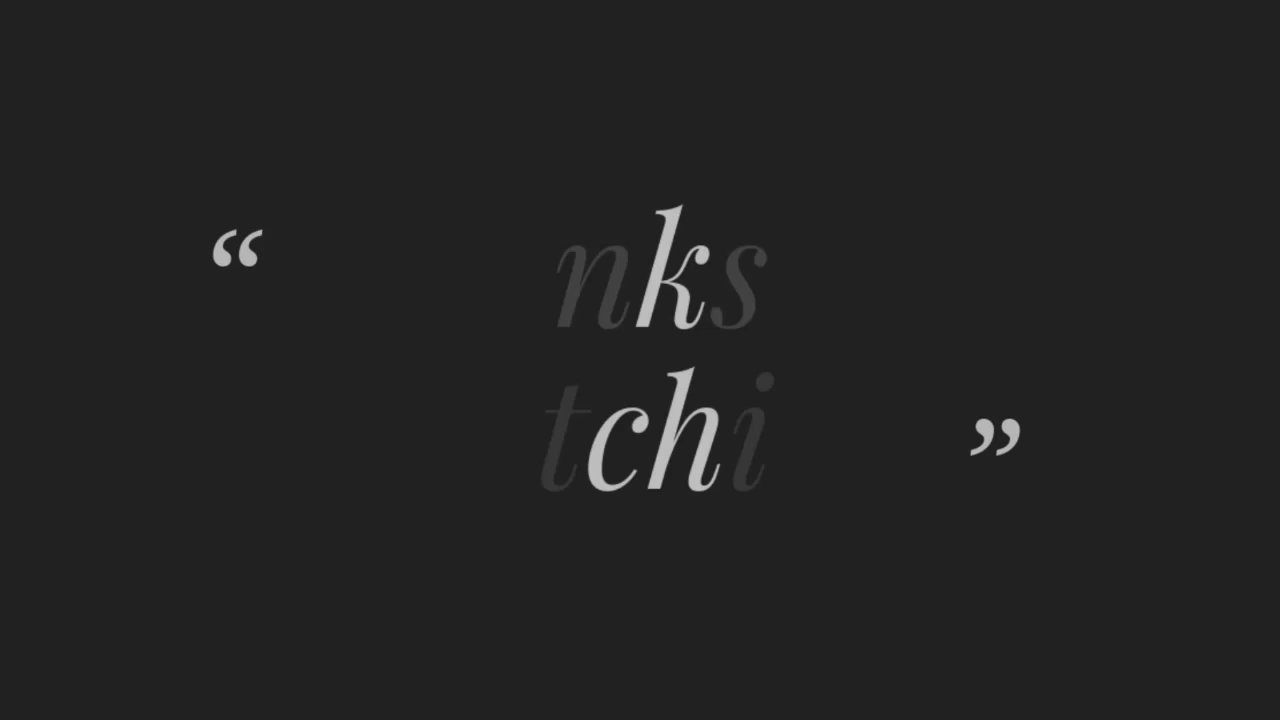 “ nks
tchi ”